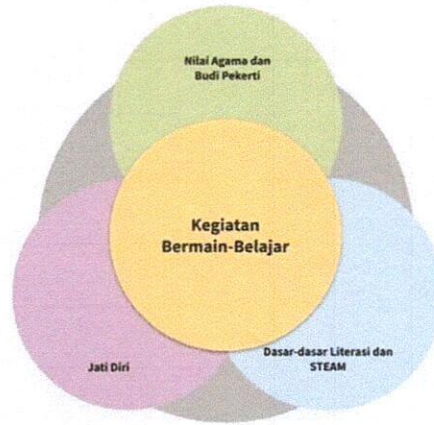 Nilai Agama dan
Budi Pekerti
Kegiatan
Bermain-Belajar
Jati Diri
Dasar-dasar Literasi dan
STEAM